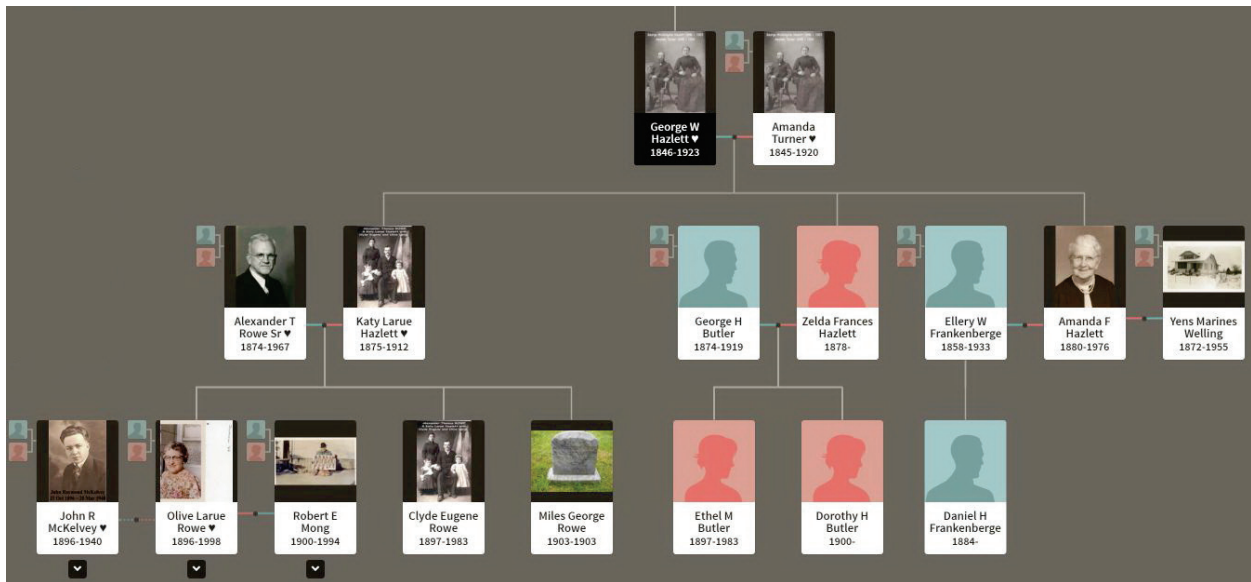 George W
Hazlett ♥
1846-1923
Amanda
Turner ♥
1845-1920
Alexander T
Rowe Sr ♥
1874-1967
Katy Larue
Hazlett ♥
1875-1912
George H
Butler
1874-1919
Zelda Frances
Hazlett
1878-
Ellery W
Frankenberge
1858-1933
Amanda F
Hazlett
1880-1976
Yens Marines
Welling
1872-1955
John R
McKelvey ♥
1896-1940
Olive Larue
Rowe ♥
1896-1998
Robert E
Mong
1900-1994
Clyde Eugene
Rowe
1897-1983
Miles George
Rowe
1903-1903
Ethel M
Butler
1897-1983
Dorothy H
Butler
1900-
Daniel H
Frankenberge
1884-